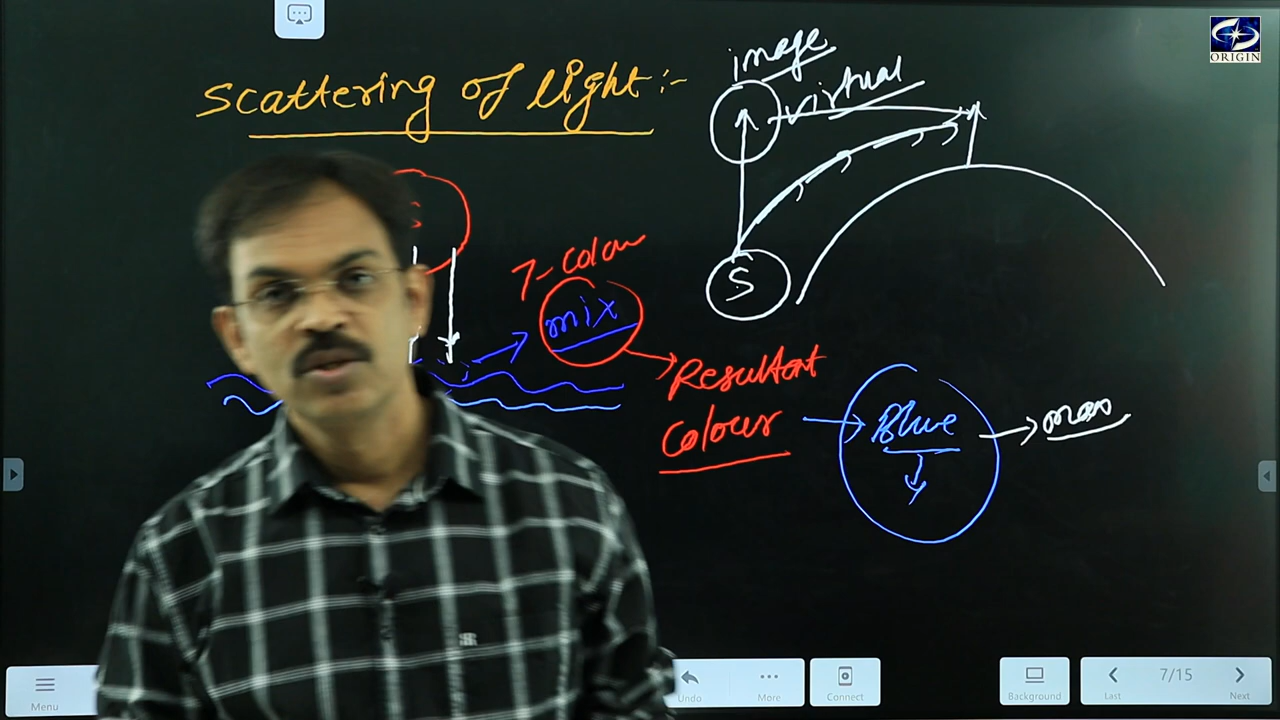 ORIGIN
Scattering of light :-
image
virtual
7-colour
mix
S
Resultant
colour
Blue
max
Menu
Undo
More
Connect
Background
Last
7/15
Next